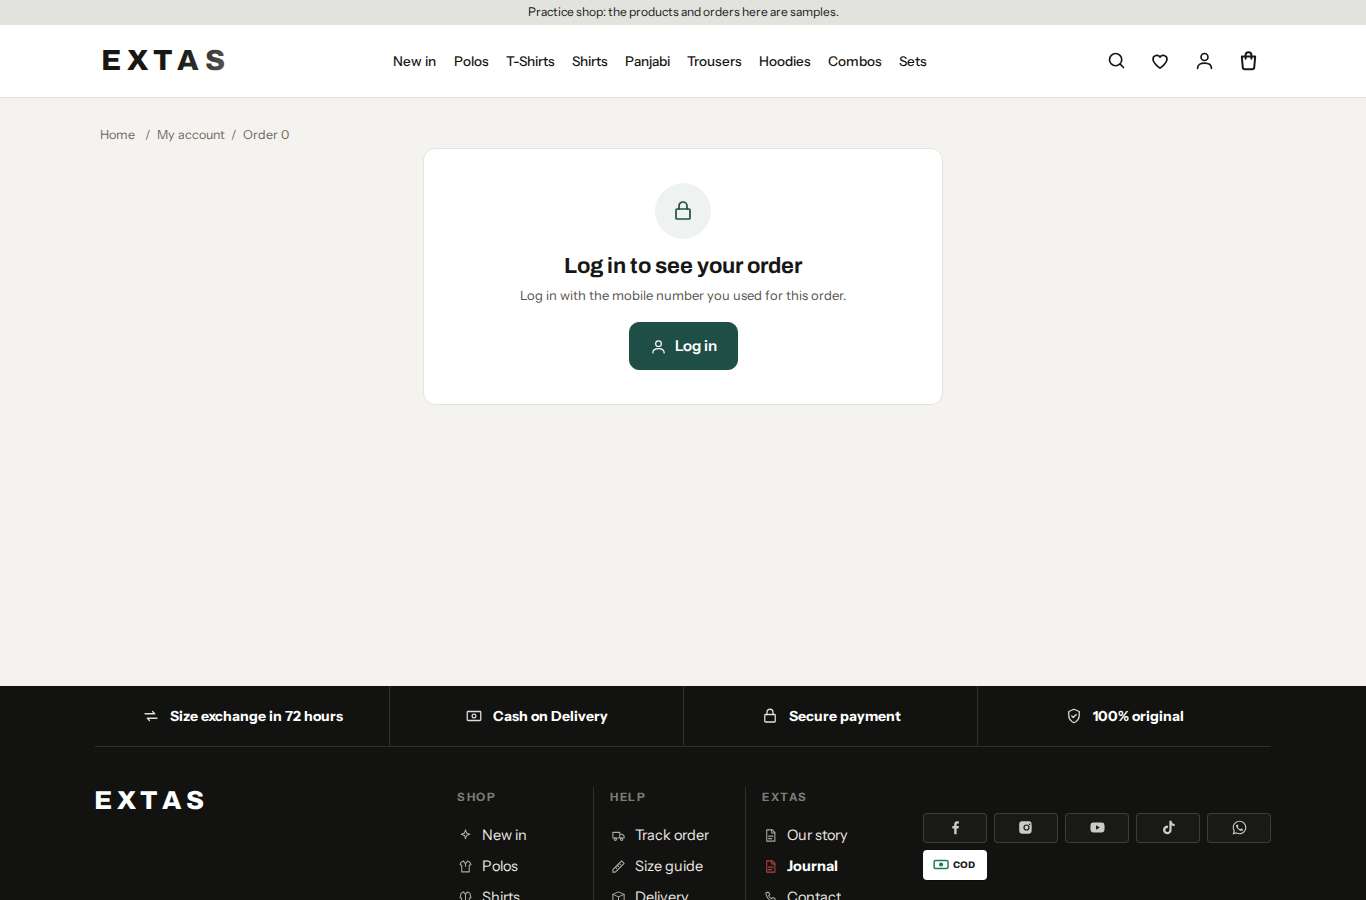 Practice shop: the products and orders here are samples.
EXTAS
New in Polos T-Shirts Shirts Panjabi Trousers Hoodies Combos Sets
Home / My account / Order 0
Log in to see your order
Log in with the mobile number you used for this order.
Log in
Size exchange in 72 hours
Cash on Delivery
Secure payment
100% original
EXTAS
SHOP
New in
Polos
Shirts
HELP
Track order
Size guide
Delivery
EXTAS
Our story
Journal
Contact
COD